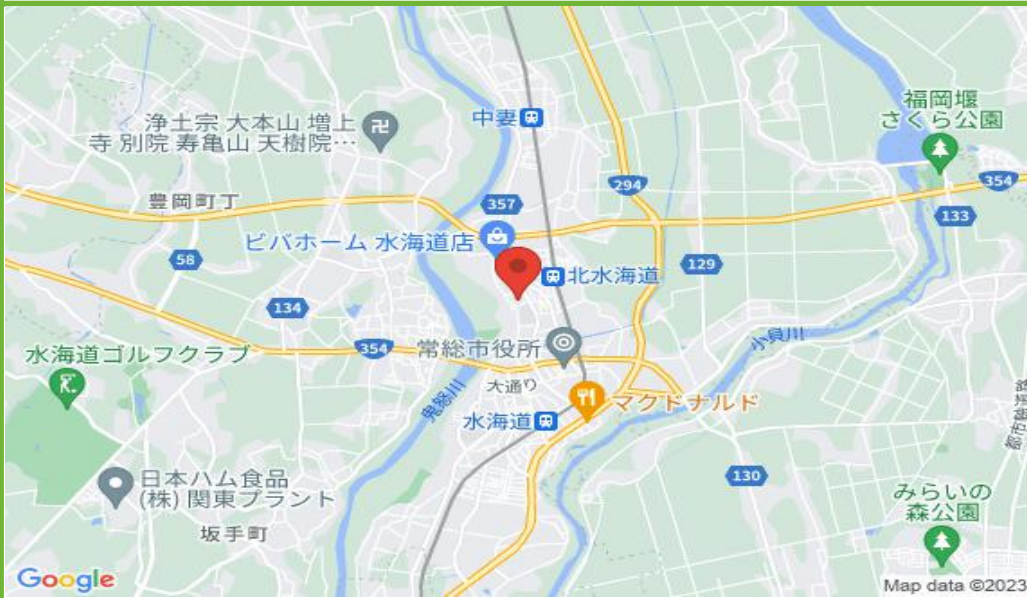 福岡堰
さくら公園
中妻
浄土宗 大本山 増上
寺 別院 寿亀山 天樹院…
294
354
豊岡町丁
357
133
ビバホーム 水海道店
58
北水海道
129
134
小貝川
354
常総市役所
水海道ゴルフクラブ
大通り
鬼怒川
マクドナルド
水海道
日本ハム食品
(株) 関東プラント
130
みらいの
森公園
坂手町
Google
Map data ©2023